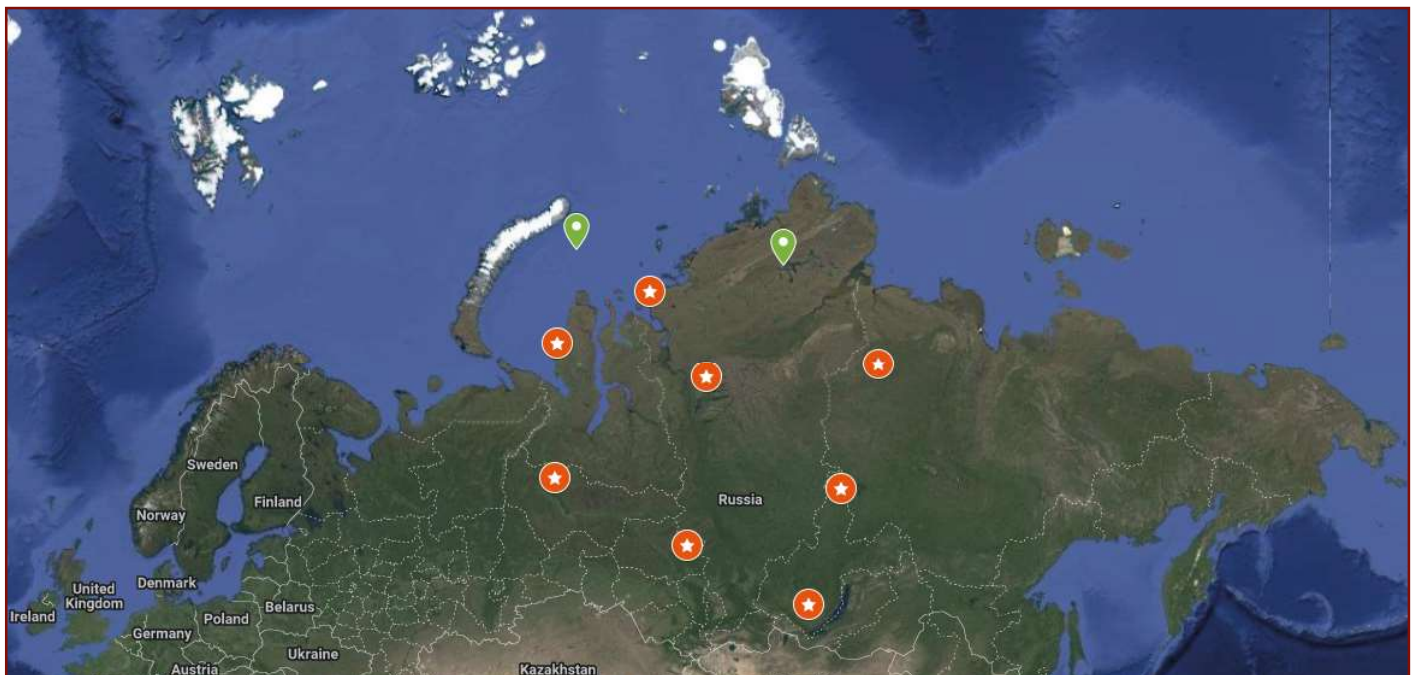 Sweden
Finland
Norway
Russia
United
Kingdom
Denmark
Ireland
Belarus
Poland
Germany
Ukraine
Austria
Kazakhstan